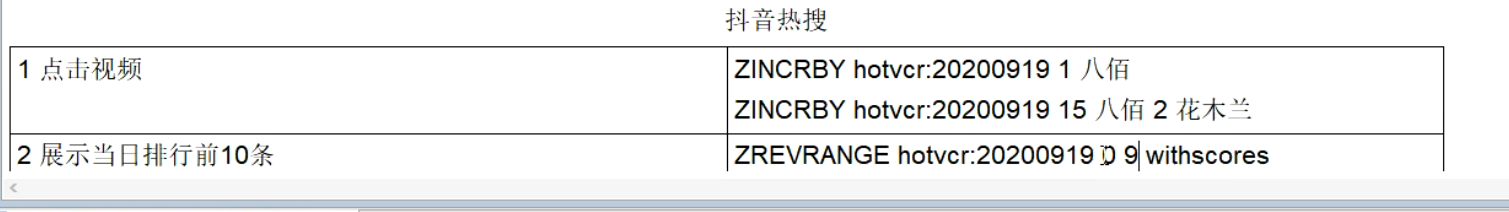 抖音热搜
1 点击视频
ZINCRBY hotvcr:20200919 1 八佰
ZINCRBY hotvcr:20200919 15 八佰 2 花木兰
2 展示当日排行前10条
ZREVRANGE hotvcr:20200919 0 9 withscores